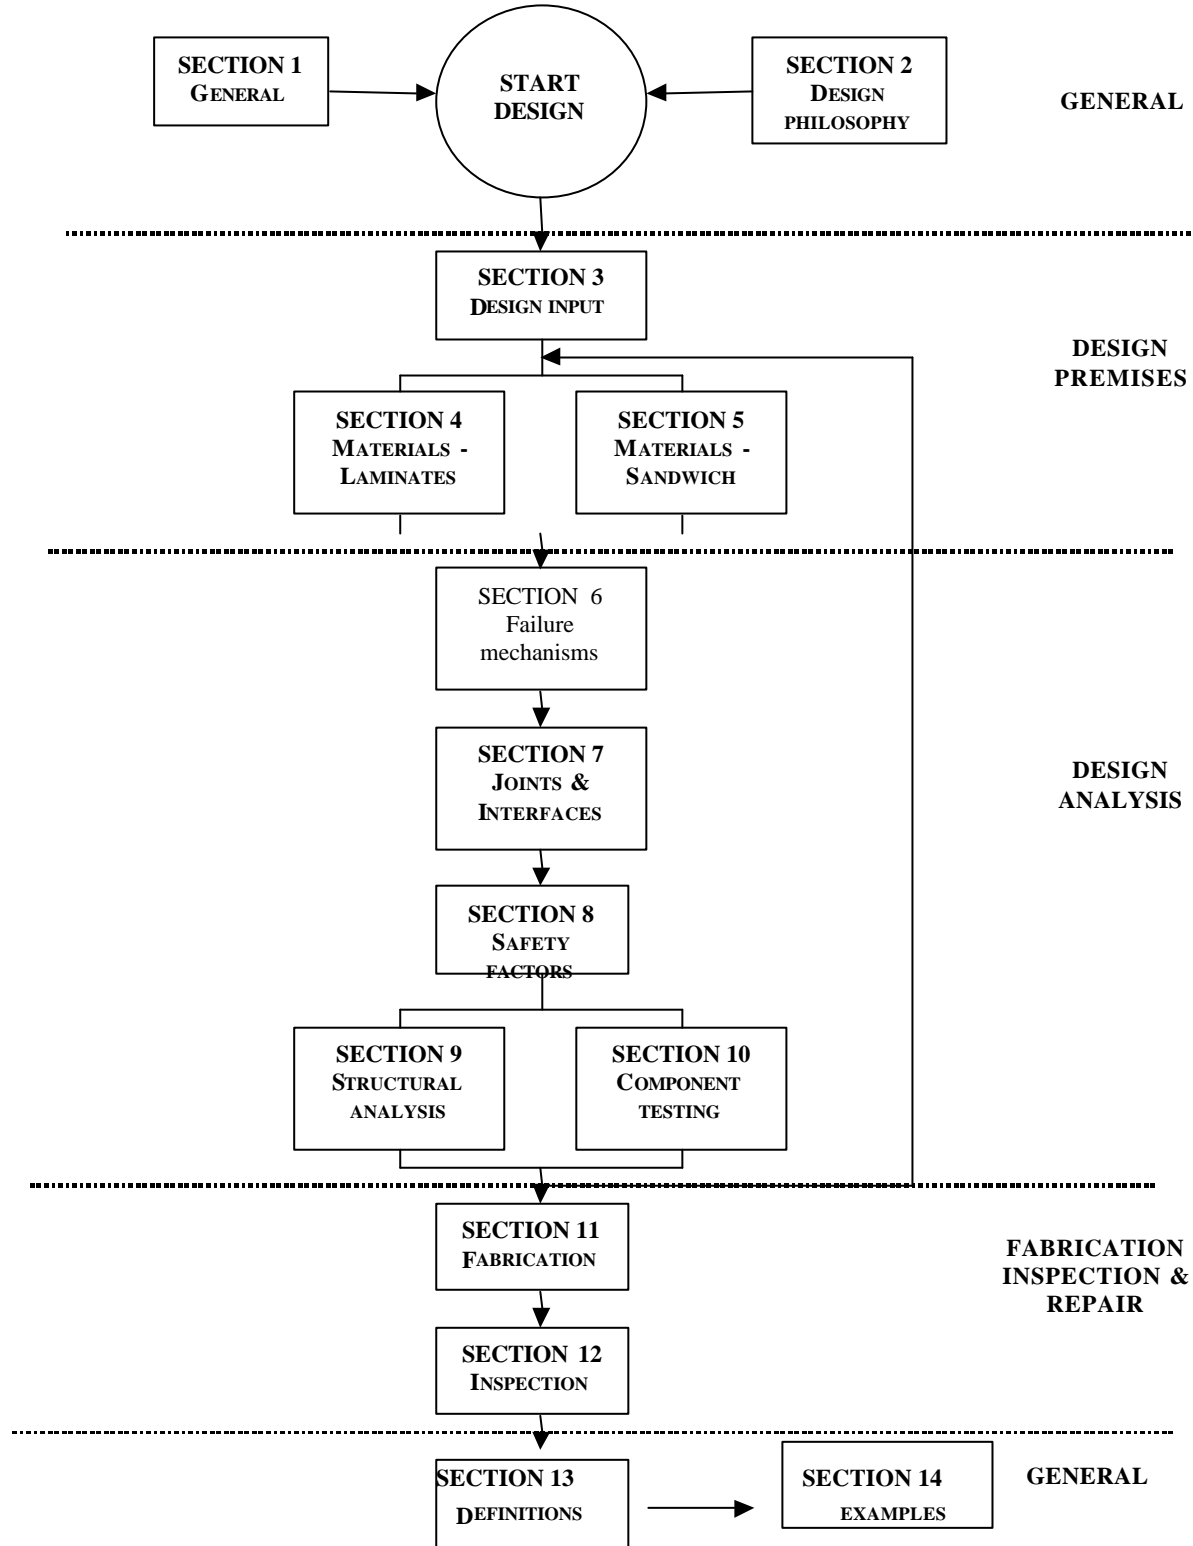 SECTION 1
GENERAL
START
DESIGN
SECTION 2
DESIGN
PHILOSOPHY
GENERAL
SECTION 3
DESIGN INPUT
DESIGN
PREMISES
SECTION 4
MATERIALS -
LAMINATES
SECTION 5
MATERIALS -
SANDWICH
SECTION 6
Failure
mechanisms
SECTION 7
JOINTS &
INTERFACES
DESIGN
ANALYSIS
SECTION 8
SAFETY
FACTORS
SECTION 9
STRUCTURAL
ANALYSIS
SECTION 10
COMPONENT
TESTING
SECTION 11
FABRICATION
FABRICATION
INSPECTION &
REPAIR
SECTION 12
INSPECTION
SECTION 13
DEFINITIONS
SECTION 14
EXAMPLES
GENERAL